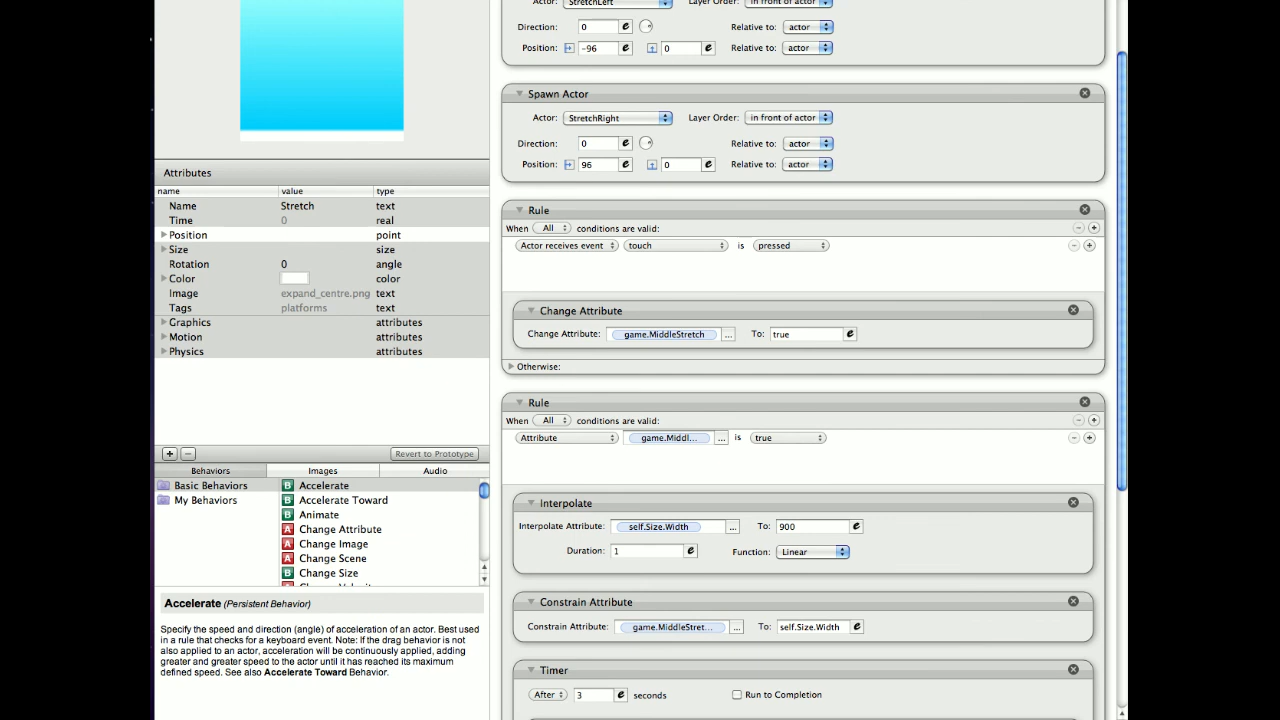 Actor: StretchLeft Layer Order: in front of actor
Direction: 0 e Relative to: actor
Position: -96 e 0 e Relative to: actor
Spawn Actor
Actor: StretchRight Layer Order: in front of actor
Direction: 0 e Relative to: actor
Position: 96 e 0 e Relative to: actor
Rule
When All conditions are valid:
Actor receives event touch is pressed
Change Attribute
Change Attribute: game.MiddleStretch ... To: true e
Otherwise:
Rule
When All conditions are valid:
Attribute game.Middl... ... is true
Interpolate
Interpolate Attribute: self.Size.Width ... To: 900 e
Duration: 1 e Function: Linear
Constrain Attribute
Constrain Attribute: game.MiddleStret... ... To: self.Size.Width e
Timer
After 3 e seconds Run to Completion
Attributes
name value type
Name Stretch text
Time 0 real
Position point
Size size
Rotation 0 angle
Color color
Image expand_centre.png text
Tags platforms text
Graphics attributes
Motion attributes
Physics attributes
Revert to Prototype
Behaviors Images Audio
Basic Behaviors
My Behaviors
B Accelerate
B Accelerate Toward
B Animate
A Change Attribute
A Change Image
A Change Scene
B Change Size
Accelerate (Persistent Behavior)
Specify the speed and direction (angle) of acceleration of an actor. Best used
in a rule that checks for a keyboard event. Note: If the drag behavior is not
also applied to an actor, acceleration will be continuously applied, adding
greater and greater speed to the actor until it has reached its maximum
defined speed. See also Accelerate Toward Behavior.